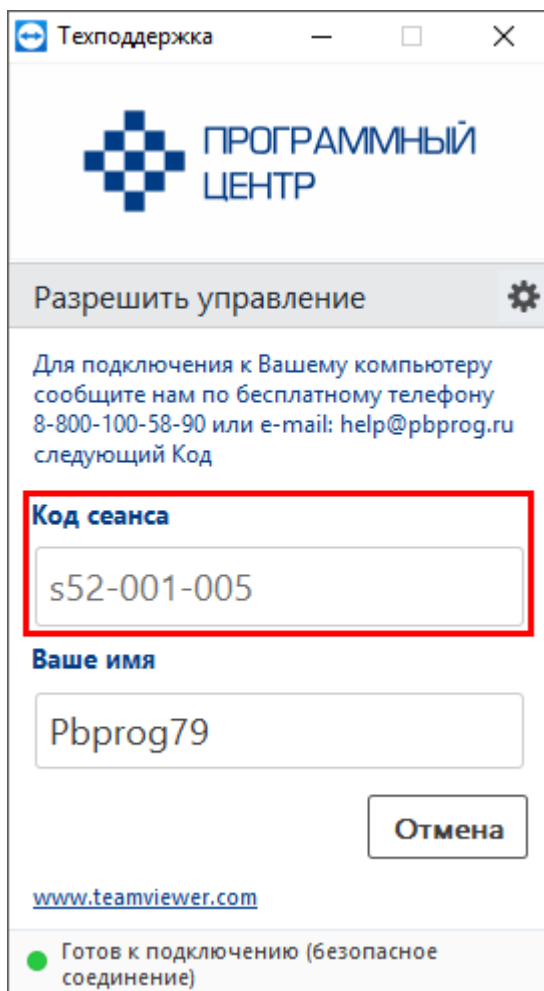 Техподдержка
ПРОГРАММНЫЙ
ЦЕНТР
Разрешить управление
Для подключения к Вашему компьютеру
сообщите нам по бесплатному телефону
8-800-100-58-90 или e-mail: help@pbprog.ru
следующий Код
Код сеанса
s52-001-005
Ваше имя
Pbprog79
Отмена
www.teamviewer.com
Готов к подключению (безопасное
соединение)